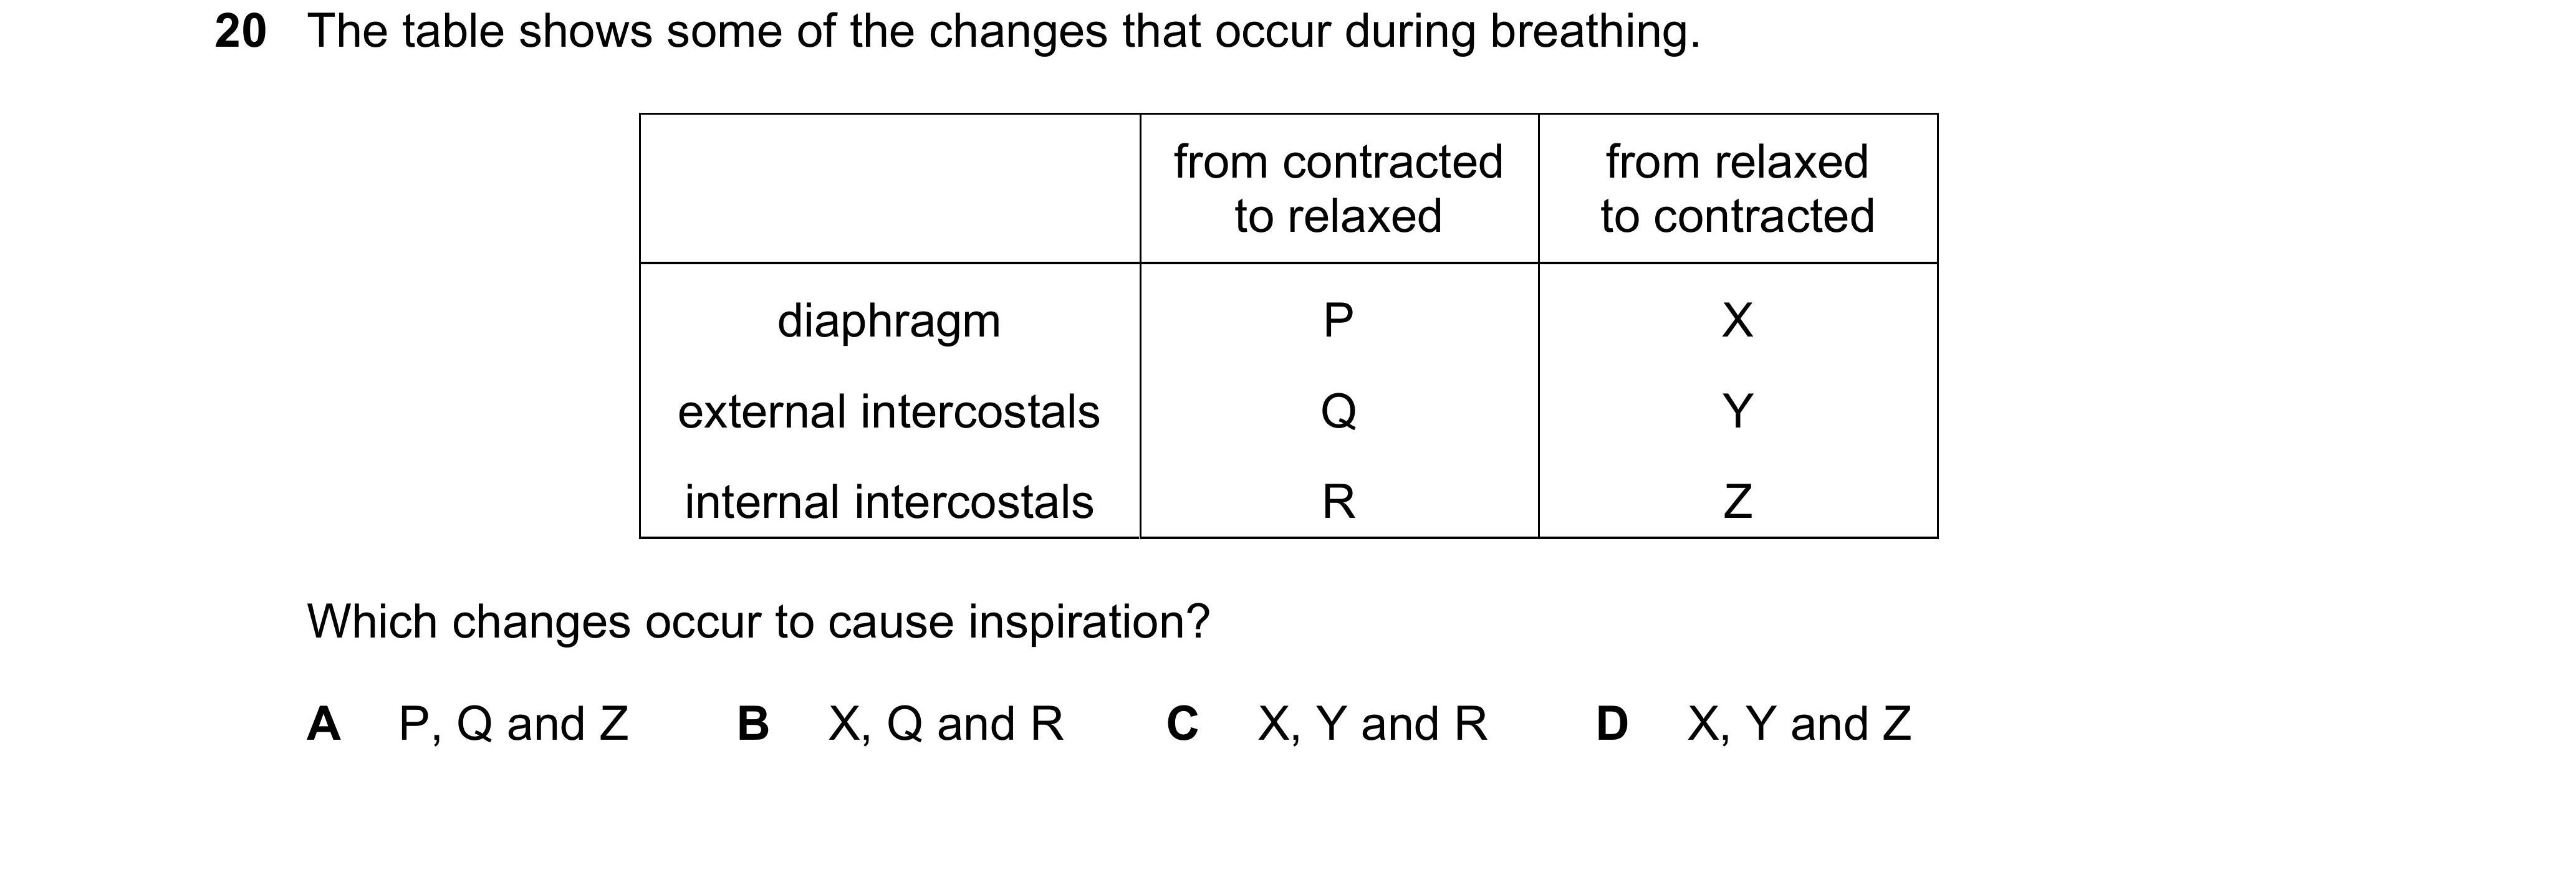 20 The table shows some of the changes that occur during breathing.
from contracted to relaxed
from relaxed to contracted
diaphragm P X
external intercostals Q Y
internal intercostals R Z
Which changes occur to cause inspiration?
A P, Q and Z B X, Q and R C X, Y and R D X, Y and Z